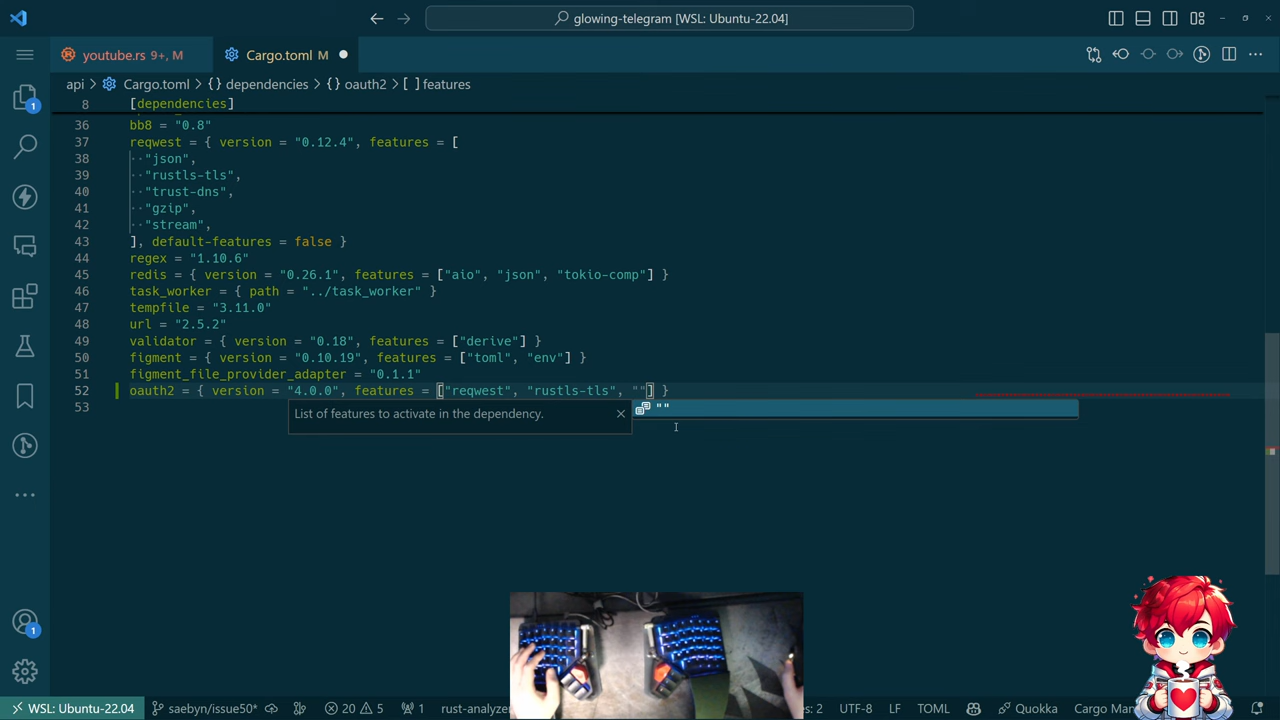 glowing-telegram [WSL: Ubuntu-22.04]
youtube.rs 9+, M
Cargo.toml M
api > Cargo.toml > {} dependencies > {} oauth2 > [ ] features
8 [dependencies]
36 bb8 = "0.8"
37 reqwest = { version = "0.12.4", features = [
38 "json",
39 "rustls-tls",
40 "trust-dns",
41 "gzip",
42 "stream",
43 ], default-features = false }
44 regex = "1.10.6"
45 redis = { version = "0.26.1", features = ["aio", "json", "tokio-comp"] }
46 task_worker = { path = "../task_worker" }
47 tempfile = "3.11.0"
48 url = "2.5.2"
49 validator = { version = "0.18", features = ["derive"] }
50 figment = { version = "0.10.19", features = ["toml", "env"] }
51 figment_file_provider_adapter = "0.1.1"
52 oauth2 = { version = "4.0.0", features = ["reqwest", "rustls-tls", ""] }
53
List of features to activate in the dependency.
""
1
1
WSL: Ubuntu-22.04 saebyn/issue50* 20 5 1 rust-analyzer es: 2 UTF-8 LF TOML Quokka Cargo